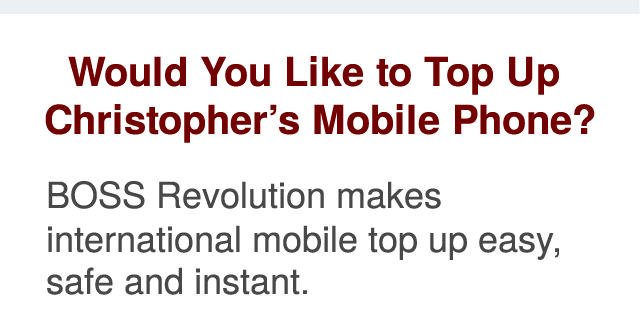 Would You Like to Top Up
Christopher’s Mobile Phone?
BOSS Revolution makes
international mobile top up easy,
safe and instant.